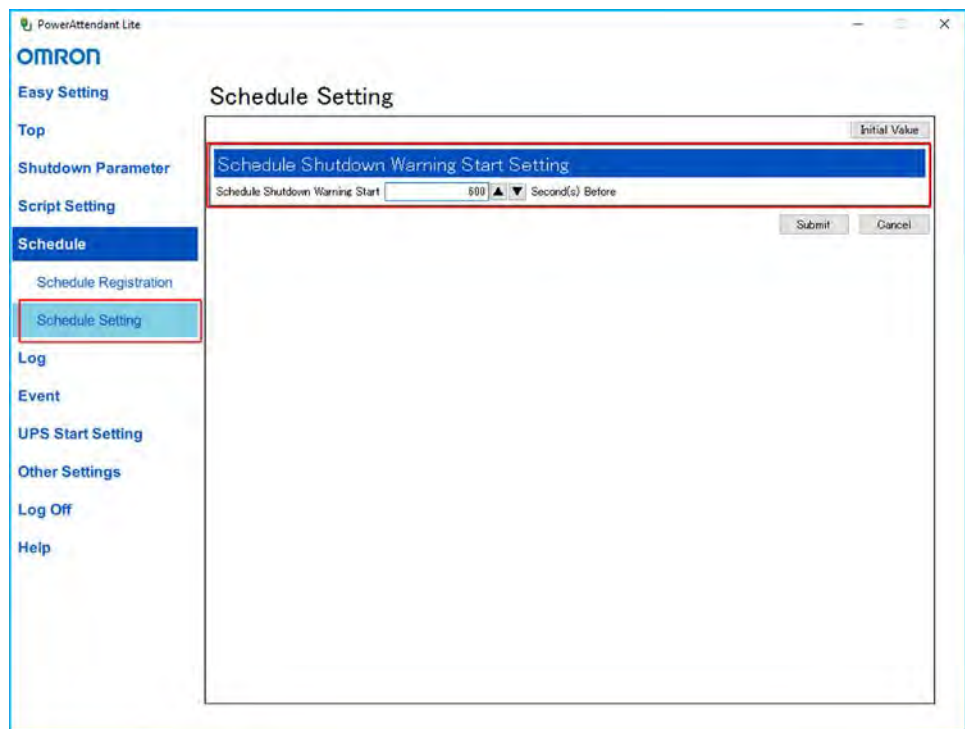 PowerAttendant Lite
OMRON
Easy Setting
Top
Shutdown Parameter
Script Setting
Schedule
Schedule Registration
Schedule Setting
Log
Event
UPS Start Setting
Other Settings
Log Off
Help
Schedule Setting
Initial Value
Schedule Shutdown Warning Start Setting
Schedule Shutdown Warning Start 600 ▲ ▼ Second(s) Before
Submit Cancel